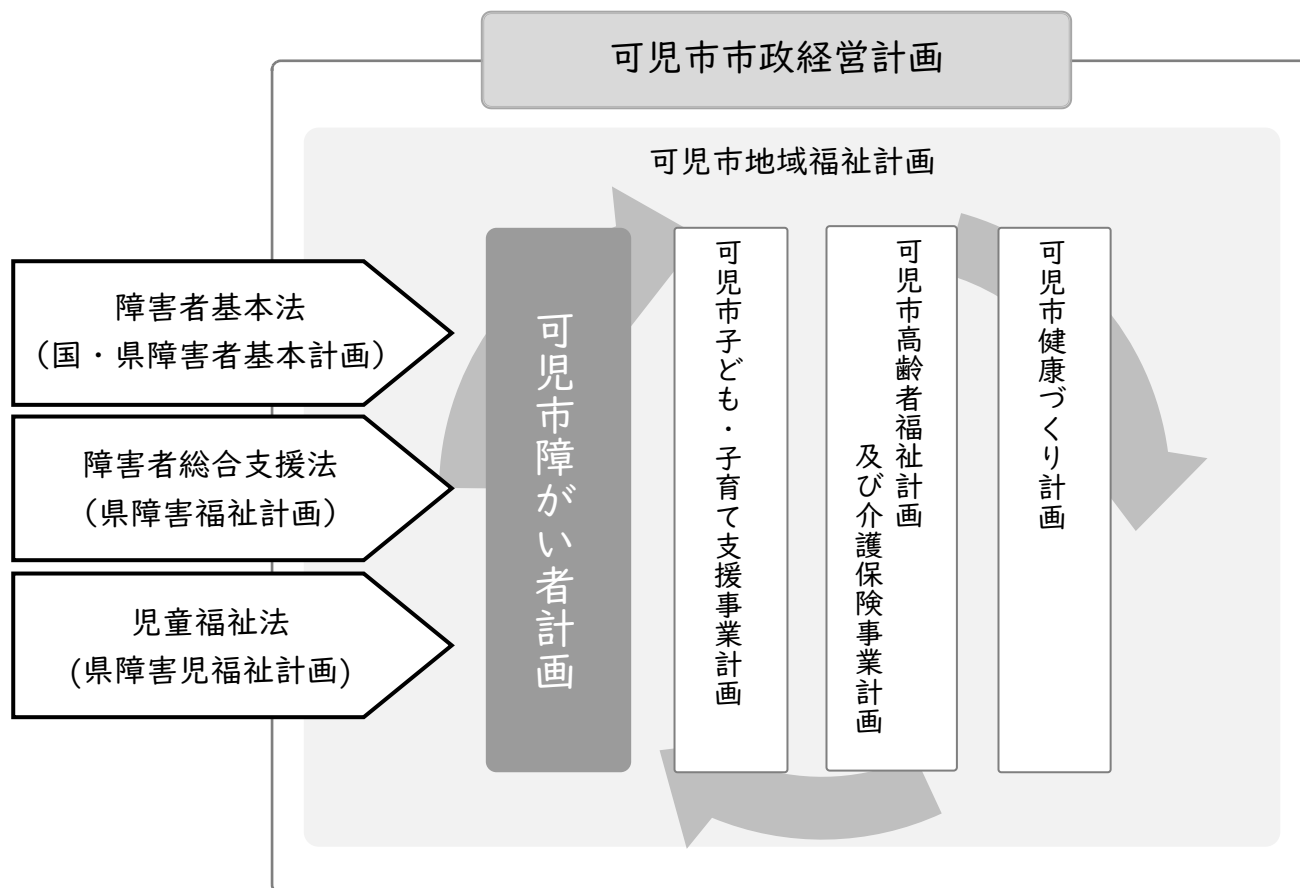 可児市市政経営計画
可児市地域福祉計画
障害者基本法
（国・県障害者基本計画）
障害者総合支援法
（県障害福祉計画）
児童福祉法
(県障害児福祉計画)
可児市障がい者計画
可児市子ども・子育て支援事業計画
可児市高齢者福祉計画
及び介護保険事業計画
可児市健康づくり計画